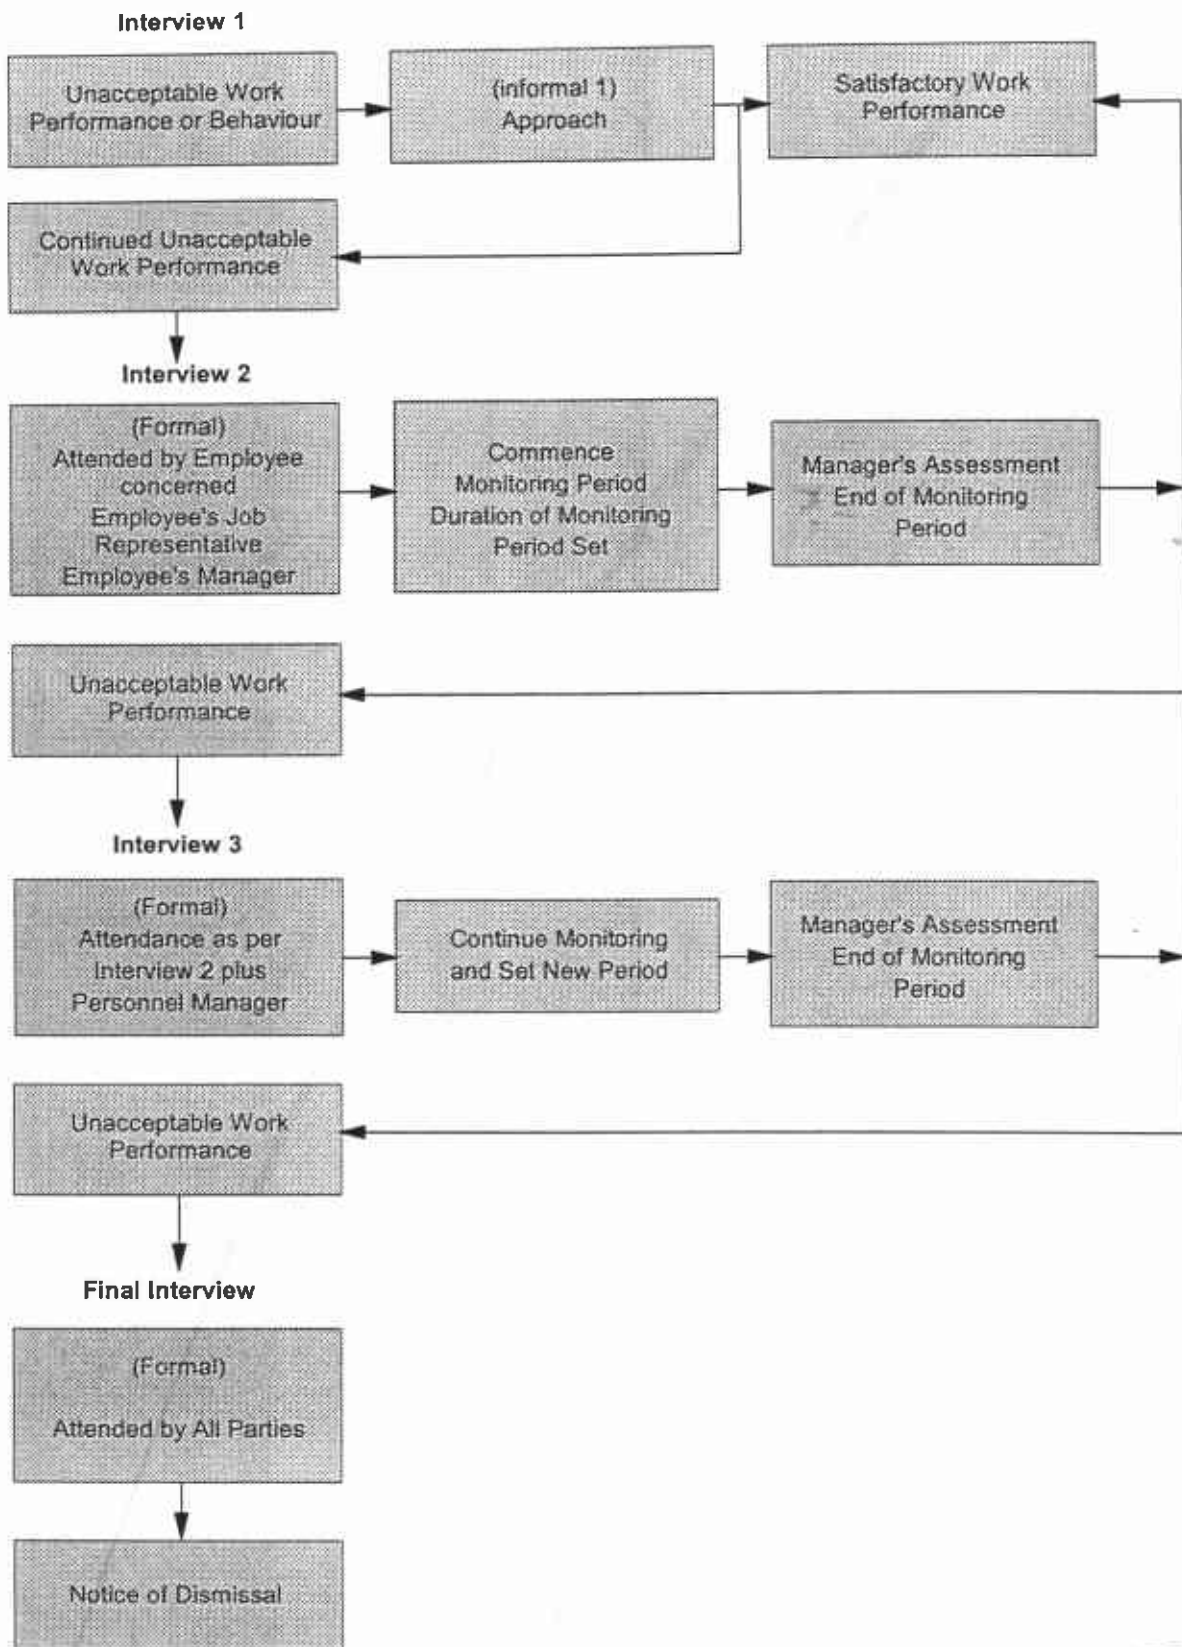 Interview 1
Unacceptable Work
Performance or Behaviour
(informal 1)
Approach
Satisfactory Work
Performance
Continued Unacceptable
Work Performance
Interview 2
(Formal)
Attended by Employee
concerned
Employee's Job
Representative
Employee's Manager
Commence
Monitoring Period
Duration of Monitoring
Period Set
Manager's Assessment
End of Monitoring
Period
Unacceptable Work
Performance
Interview 3
(Formal)
Attendance as per
Interview 2 plus
Personnel Manager
Continue Monitoring
and Set New Period
Manager's Assessment
End of Monitoring
Period
Unacceptable Work
Performance
Final Interview
(Formal)
Attended by All Parties
Notice of Dismissal